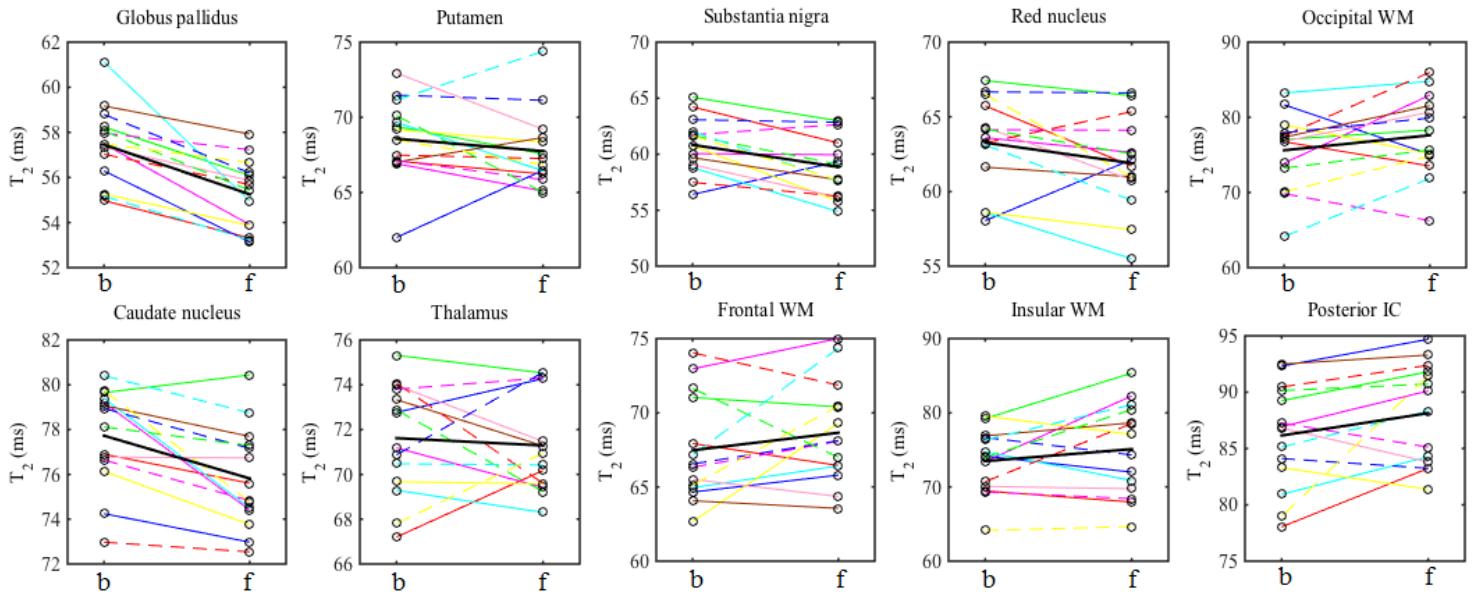 Globus pallidus
Putamen
Substantia nigra
Red nucleus
Occipital WM
62
60
58
56
54
52
T2 (ms)
b
f
75
70
65
60
T2 (ms)
b
f
70
65
60
55
50
T2 (ms)
b
f
70
65
60
55
T2 (ms)
b
f
90
80
70
60
T2 (ms)
b
f
Caudate nucleus
Thalamus
Frontal WM
Insular WM
Posterior IC
82
80
78
76
74
72
T2 (ms)
b
f
76
74
72
70
68
66
T2 (ms)
b
f
75
70
65
60
T2 (ms)
b
f
90
80
70
60
T2 (ms)
b
f
95
90
85
80
75
T2 (ms)
b
f